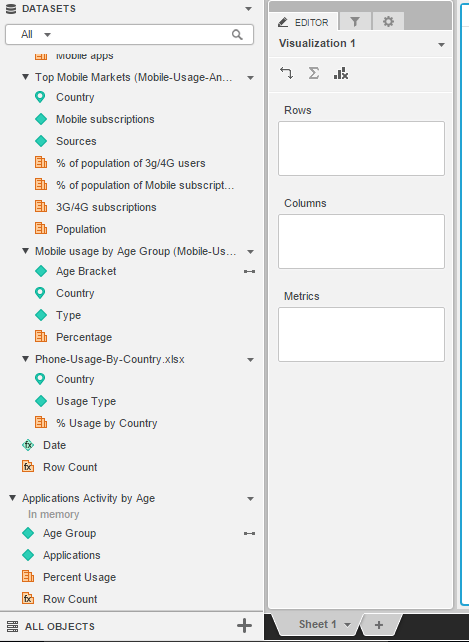 DATASETS
All
Mobile apps
Top Mobile Markets (Mobile-Usage-An...
Country
Mobile subscriptions
Sources
% of population of 3g/4G users
% of population of Mobile subscript...
3G/4G subscriptions
Population
Mobile usage by Age Group (Mobile-Us...
Age Bracket
Country
Type
Percentage
Phone-Usage-By-Country.xlsx
Country
Usage Type
% Usage by Country
fx Date
fx Row Count
Applications Activity by Age
In memory
Age Group
Applications
Percent Usage
fx Row Count
ALL OBJECTS
EDITOR
Visualization 1
Rows
Columns
Metrics
Sheet 1